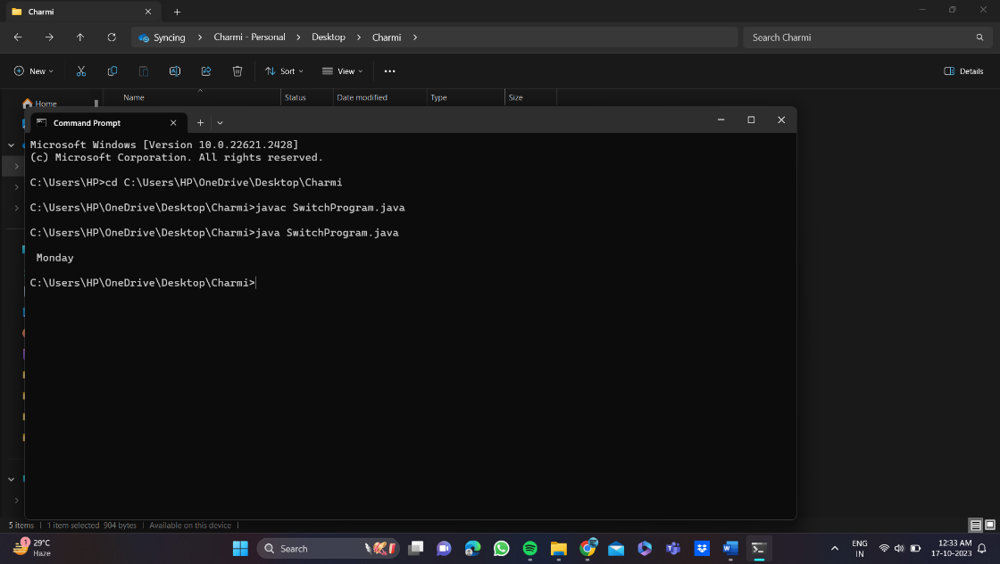 Charmi
Syncing > Charmi - Personal > Desktop > Charmi >
Search Charmi
New
Sort
View
Details
Name Status Date modified Type Size
Home
Command Prompt
Microsoft Windows [Version 10.0.22621.2428]
(c) Microsoft Corporation. All rights reserved.
C:\Users\HP>cd C:\Users\HP\OneDrive\Desktop\Charmi
C:\Users\HP\OneDrive\Desktop\Charmi>javac SwitchProgram.java
C:\Users\HP\OneDrive\Desktop\Charmi>java SwitchProgram.java
Monday
C:\Users\HP\OneDrive\Desktop\Charmi>
5 items | 1 item selected 904 bytes | Available on this device |
1
29°C
Haze
Search
ENG
IN
12:33 AM
17-10-2023